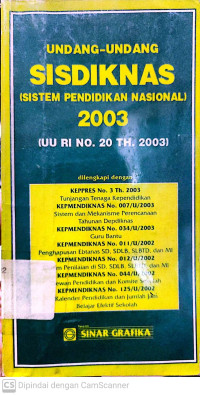 UNDANG-UNDANG
SISDIKNAS
(SISTEM PENDIDIKAN NASIONAL)
2003
(UU RI NO. 20 TH. 2003)
dilengkapi dengan
KEPPRES No. 3 Th. 2003
Tunjangan Tenaga Kependidikan
KEPMENDIKNAS No. 007/U/2003
Sistem dan Mekanisme Perencanaan
Tahunan Depdiknas
KEPMENDIKNAS No. 034/U/2003
Guru Bantu
KEPMENDIKNAS No. 011/U/2002
Penghapusan Ebtanas SD, SDLB, SLBTD, dan MI
KEPMENDIKNAS No. 012/U/2002
Penilaian di SD, SDLB, dan MI
KEPMENDIKNAS No. 044/U/2002
Dewan Pendidikan dan Komite Sekolah
KEPMENDIKNAS No. 125/U/2002
Kalender Pendidikan dan Jumlah Jam
Belajar Efektif Sekolah
SINAR GRAFIKA
2
CS Dipindai dengan CamScanner